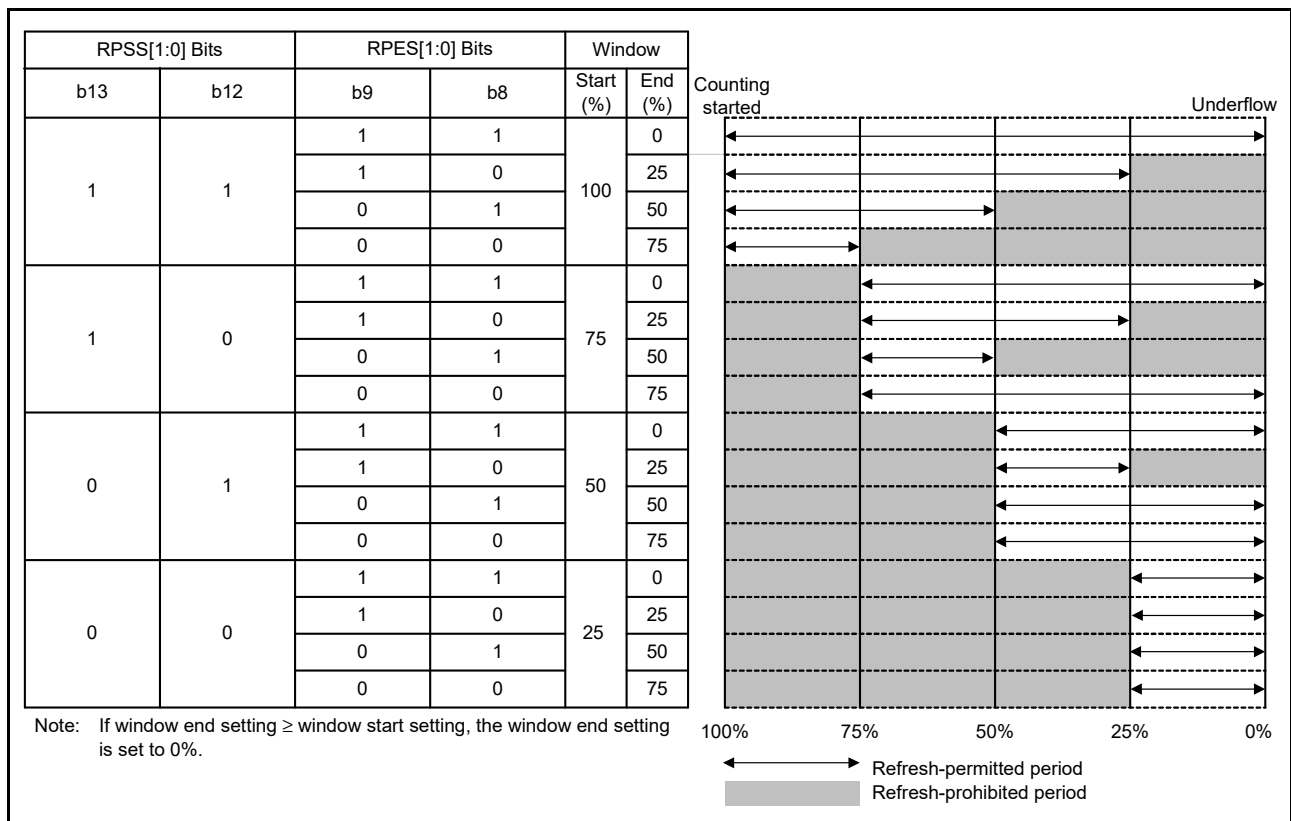 RPSS[1:0] Bits RPES[1:0] Bits Window
b13 b12 b9 b8 Start (%) End (%)
Counting started Underflow
1 1 100 1 1 0
1 0 25
0 1 50
0 0 75
1 0 75 1 1 0
1 0 25
0 1 50
0 0 75
0 1 50 1 1 0
1 0 25
0 1 50
0 0 75
0 0 25 1 1 0
1 0 25
0 1 50
0 0 75
Note: If window end setting ≥ window start setting, the window end setting
is set to 0%.
100% 75% 50% 25% 0%
Refresh-permitted period
Refresh-prohibited period